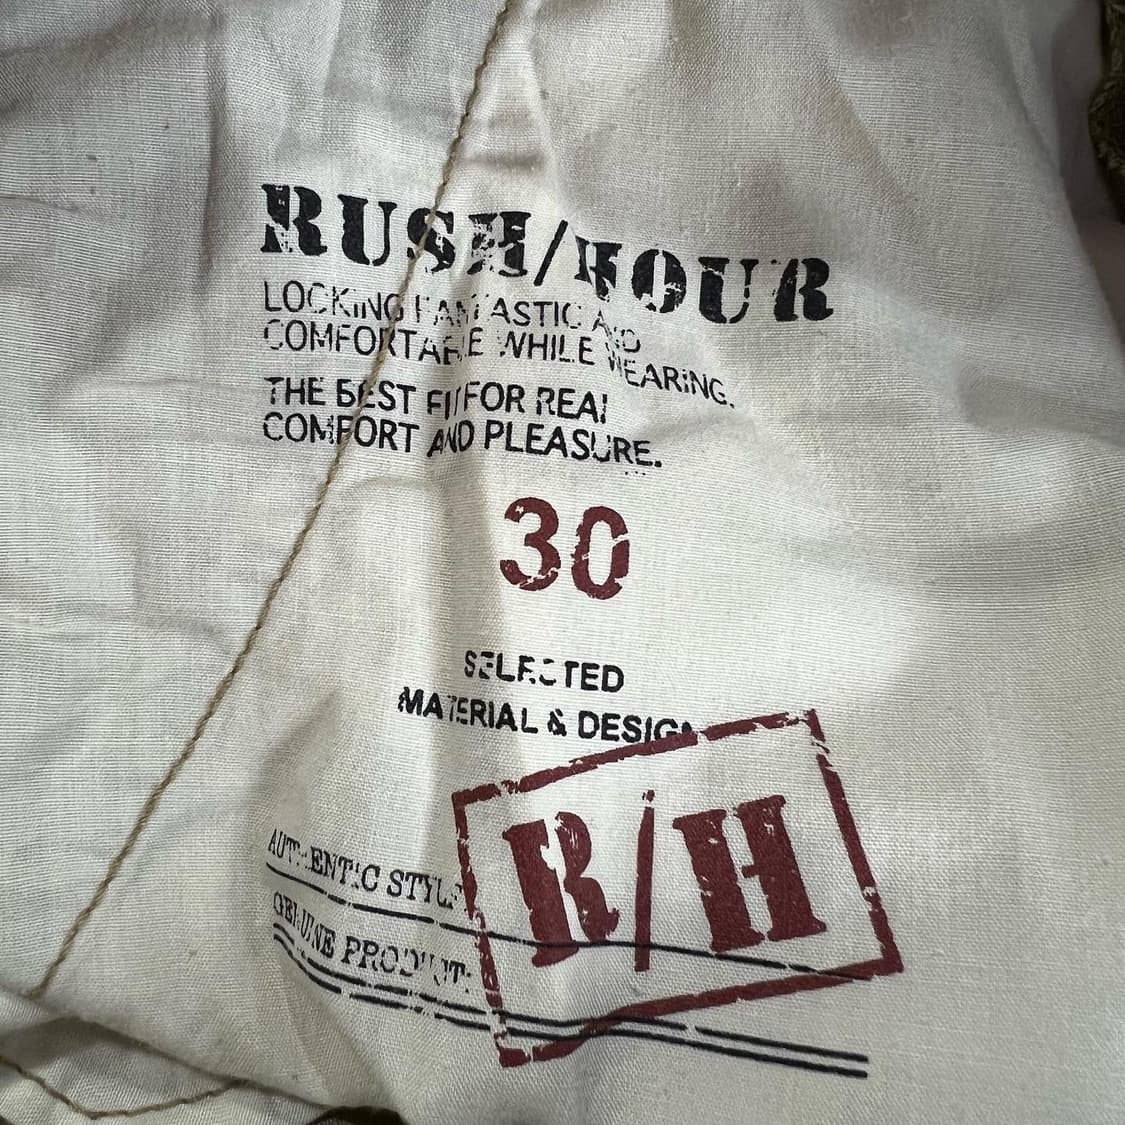 RUSH/HOUR
LOCKING FANTASTIC AND
COMFORTABLE WHILE WEARING.
THE BEST FIT FOR REAL
COMFORT AND PLEASURE.
30
SELECTED
MATERIAL & DESIGN
R/H
AUTHENTIC STYLE
GENUINE PRODUCT